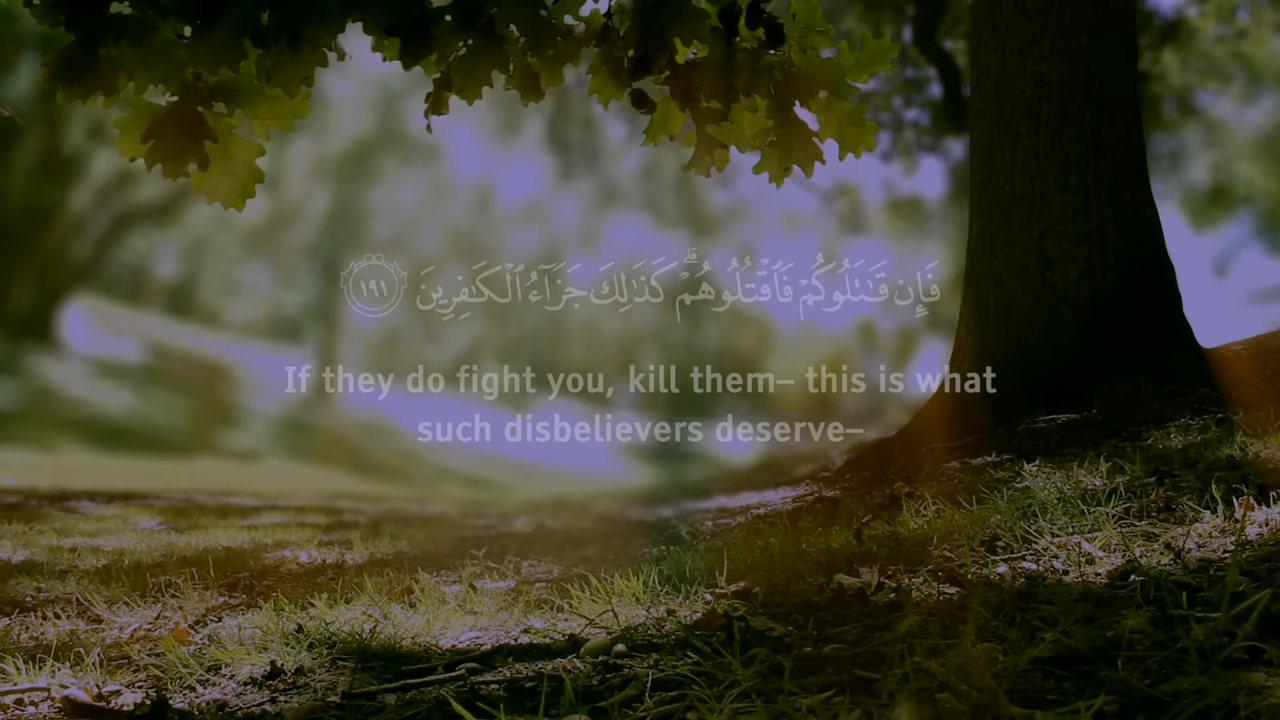 فَإِن قَـٰتَلُوكُمْ فَٱقْتُلُوهُمْ ۗ كَذَٰلِكَ جَزَآءُ ٱلْكَـٰفِرِينَ ١٩١
If they do fight you, kill them– this is what
such disbelievers deserve–